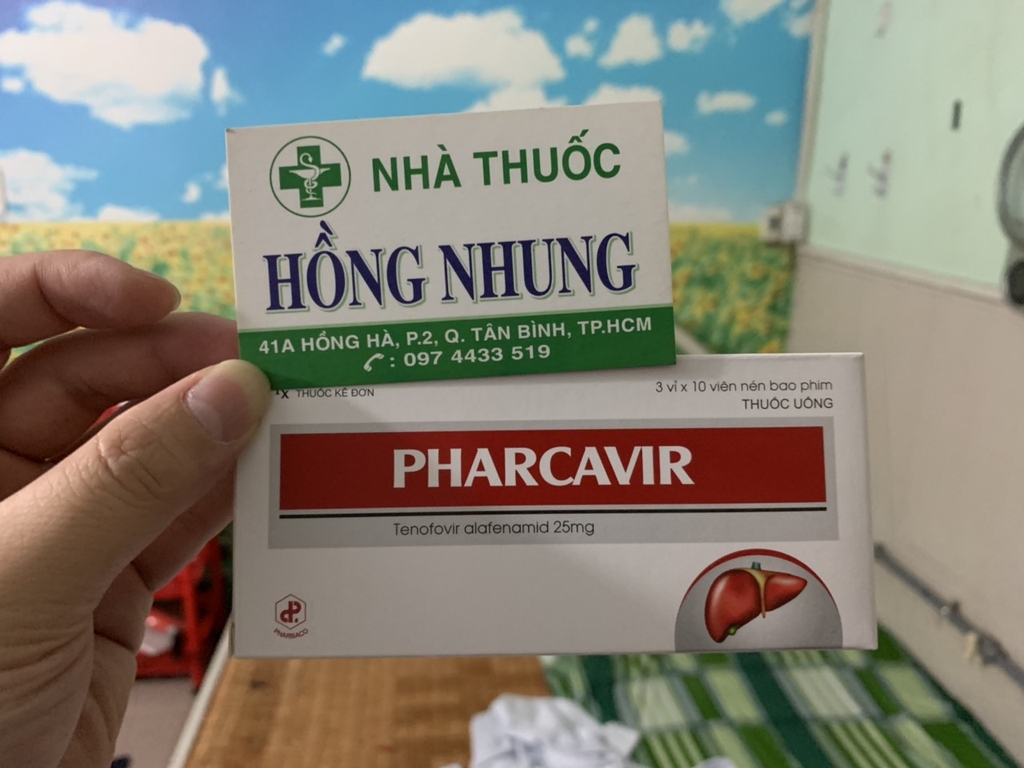 NHÀ THUỐC
HỒNG NHUNG
41A HỒNG HÀ, P.2, Q. TÂN BÌNH, TP.HCM
: 097 4433 519
THUỐC KÊ ĐƠN
3 vỉ x 10 viên nén bao phim
THUỐC UỐNG
PHARCAVIR
Tenofovir alafenamid 25mg
PHARBACO